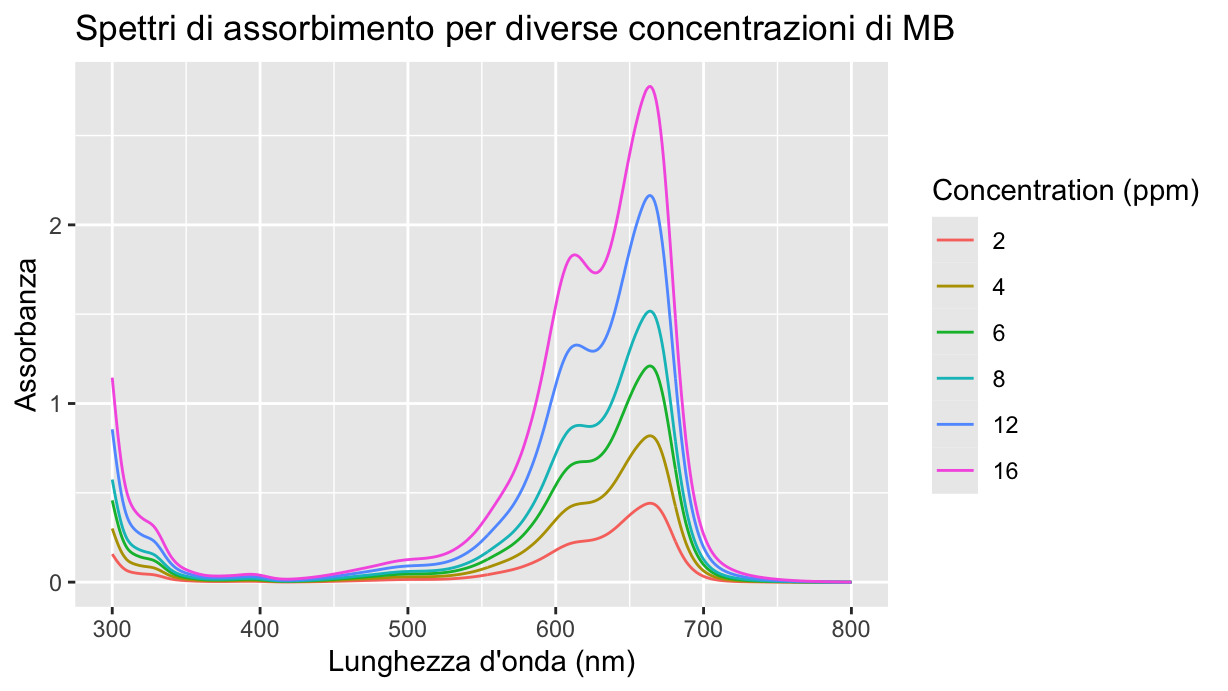 Spettri di assorbimento per diverse concentrazioni di MB
Assorbanza
2
1
0
300 400 500 600 700 800
Lunghezza d'onda (nm)
Concentration (ppm)
2
4
6
8
12
16